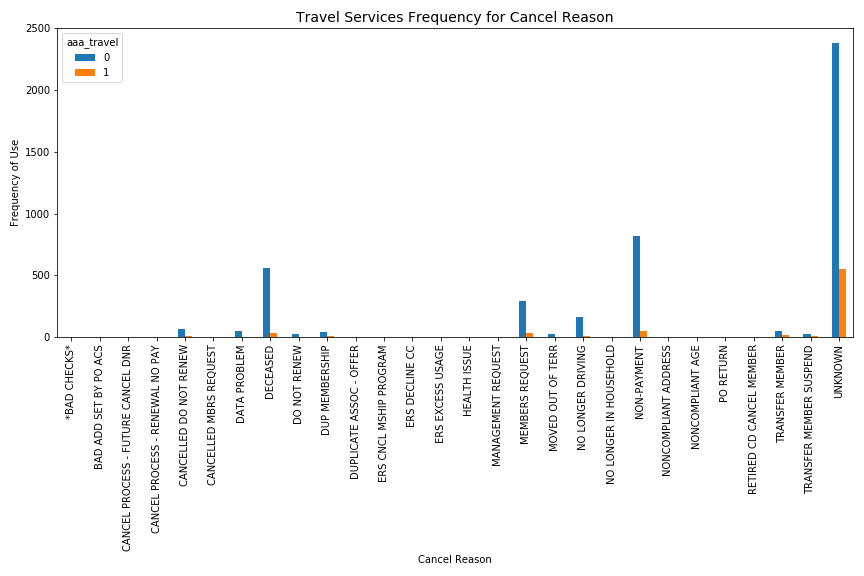 Travel Services Frequency for Cancel Reason
2500
2000
1500
1000
500
0
Frequency of Use
aaa_travel
0
1
*BAD CHECKS*
BAD ADD SET BY PO ACS
CANCEL PROCESS - FUTURE CANCEL DNR
CANCEL PROCESS - RENEWAL NO PAY
CANCELLED DO NOT RENEW
CANCELLED MBRS REQUEST
DATA PROBLEM
DECEASED
DO NOT RENEW
DUP MEMBERSHIP
DUPLICATE ASSOC - OFFER
ERS CNCL MSHIP PROGRAM
ERS DECLINE CC
ERS EXCESS USAGE
HEALTH ISSUE
MANAGEMENT REQUEST
MEMBERS REQUEST
MOVED OUT OF TERR
NO LONGER DRIVING
NO LONGER IN HOUSEHOLD
NON-PAYMENT
NONCOMPLIANT ADDRESS
NONCOMPLIANT AGE
PO RETURN
RETIRED CD CANCEL MEMBER
TRANSFER MEMBER
TRANSFER MEMBER SUSPEND
UNKNOWN
Cancel Reason